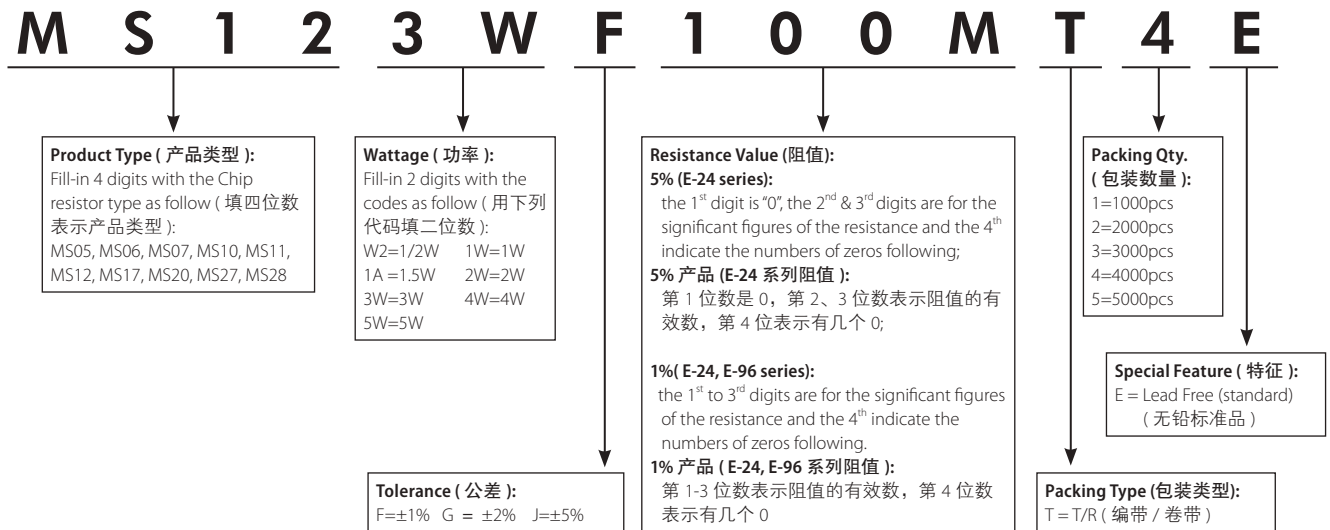 M S 1 2 3 W F 1 0 0 M T 4 E
Product Type ( 产品类型 ):
Fill-in 4 digits with the Chip
resistor type as follow ( 填四位数
表示产品类型 ):
MS05, MS06, MS07, MS10, MS11,
MS12, MS17, MS20, MS27, MS28
Wattage ( 功率 ):
Fill-in 2 digits with the
codes as follow ( 用下列
代码填二位数 ):
W2=1/2W 1W=1W
1A =1.5W 2W=2W
3W=3W 4W=4W
5W=5W
Resistance Value (阻值):
5% (E-24 series):
the 1st digit is "0", the 2nd & 3rd digits are for the
significant figures of the resistance and the 4th
indicate the numbers of zeros following;
5% 产品 (E-24 系列阻值 ):
第 1 位数是 0，第 2、3 位数表示阻值的有
效数，第 4 位表示有几个 0;
1%( E-24, E-96 series):
the 1st to 3rd digits are for the significant figures
of the resistance and the 4th indicate the
numbers of zeros following.
1% 产品 ( E-24, E-96 系列阻值 ):
第 1-3 位数表示阻值的有效数，第 4 位数
表示有几个 0
Packing Qty.
( 包装数量 ):
1=1000pcs
2=2000pcs
3=3000pcs
4=4000pcs
5=5000pcs
Special Feature ( 特征 ):
E = Lead Free (standard)
( 无铅标准品 )
Tolerance ( 公差 ):
F=±1% G = ±2% J=±5%
Packing Type (包装类型):
T = T/R ( 编带 / 卷带 )